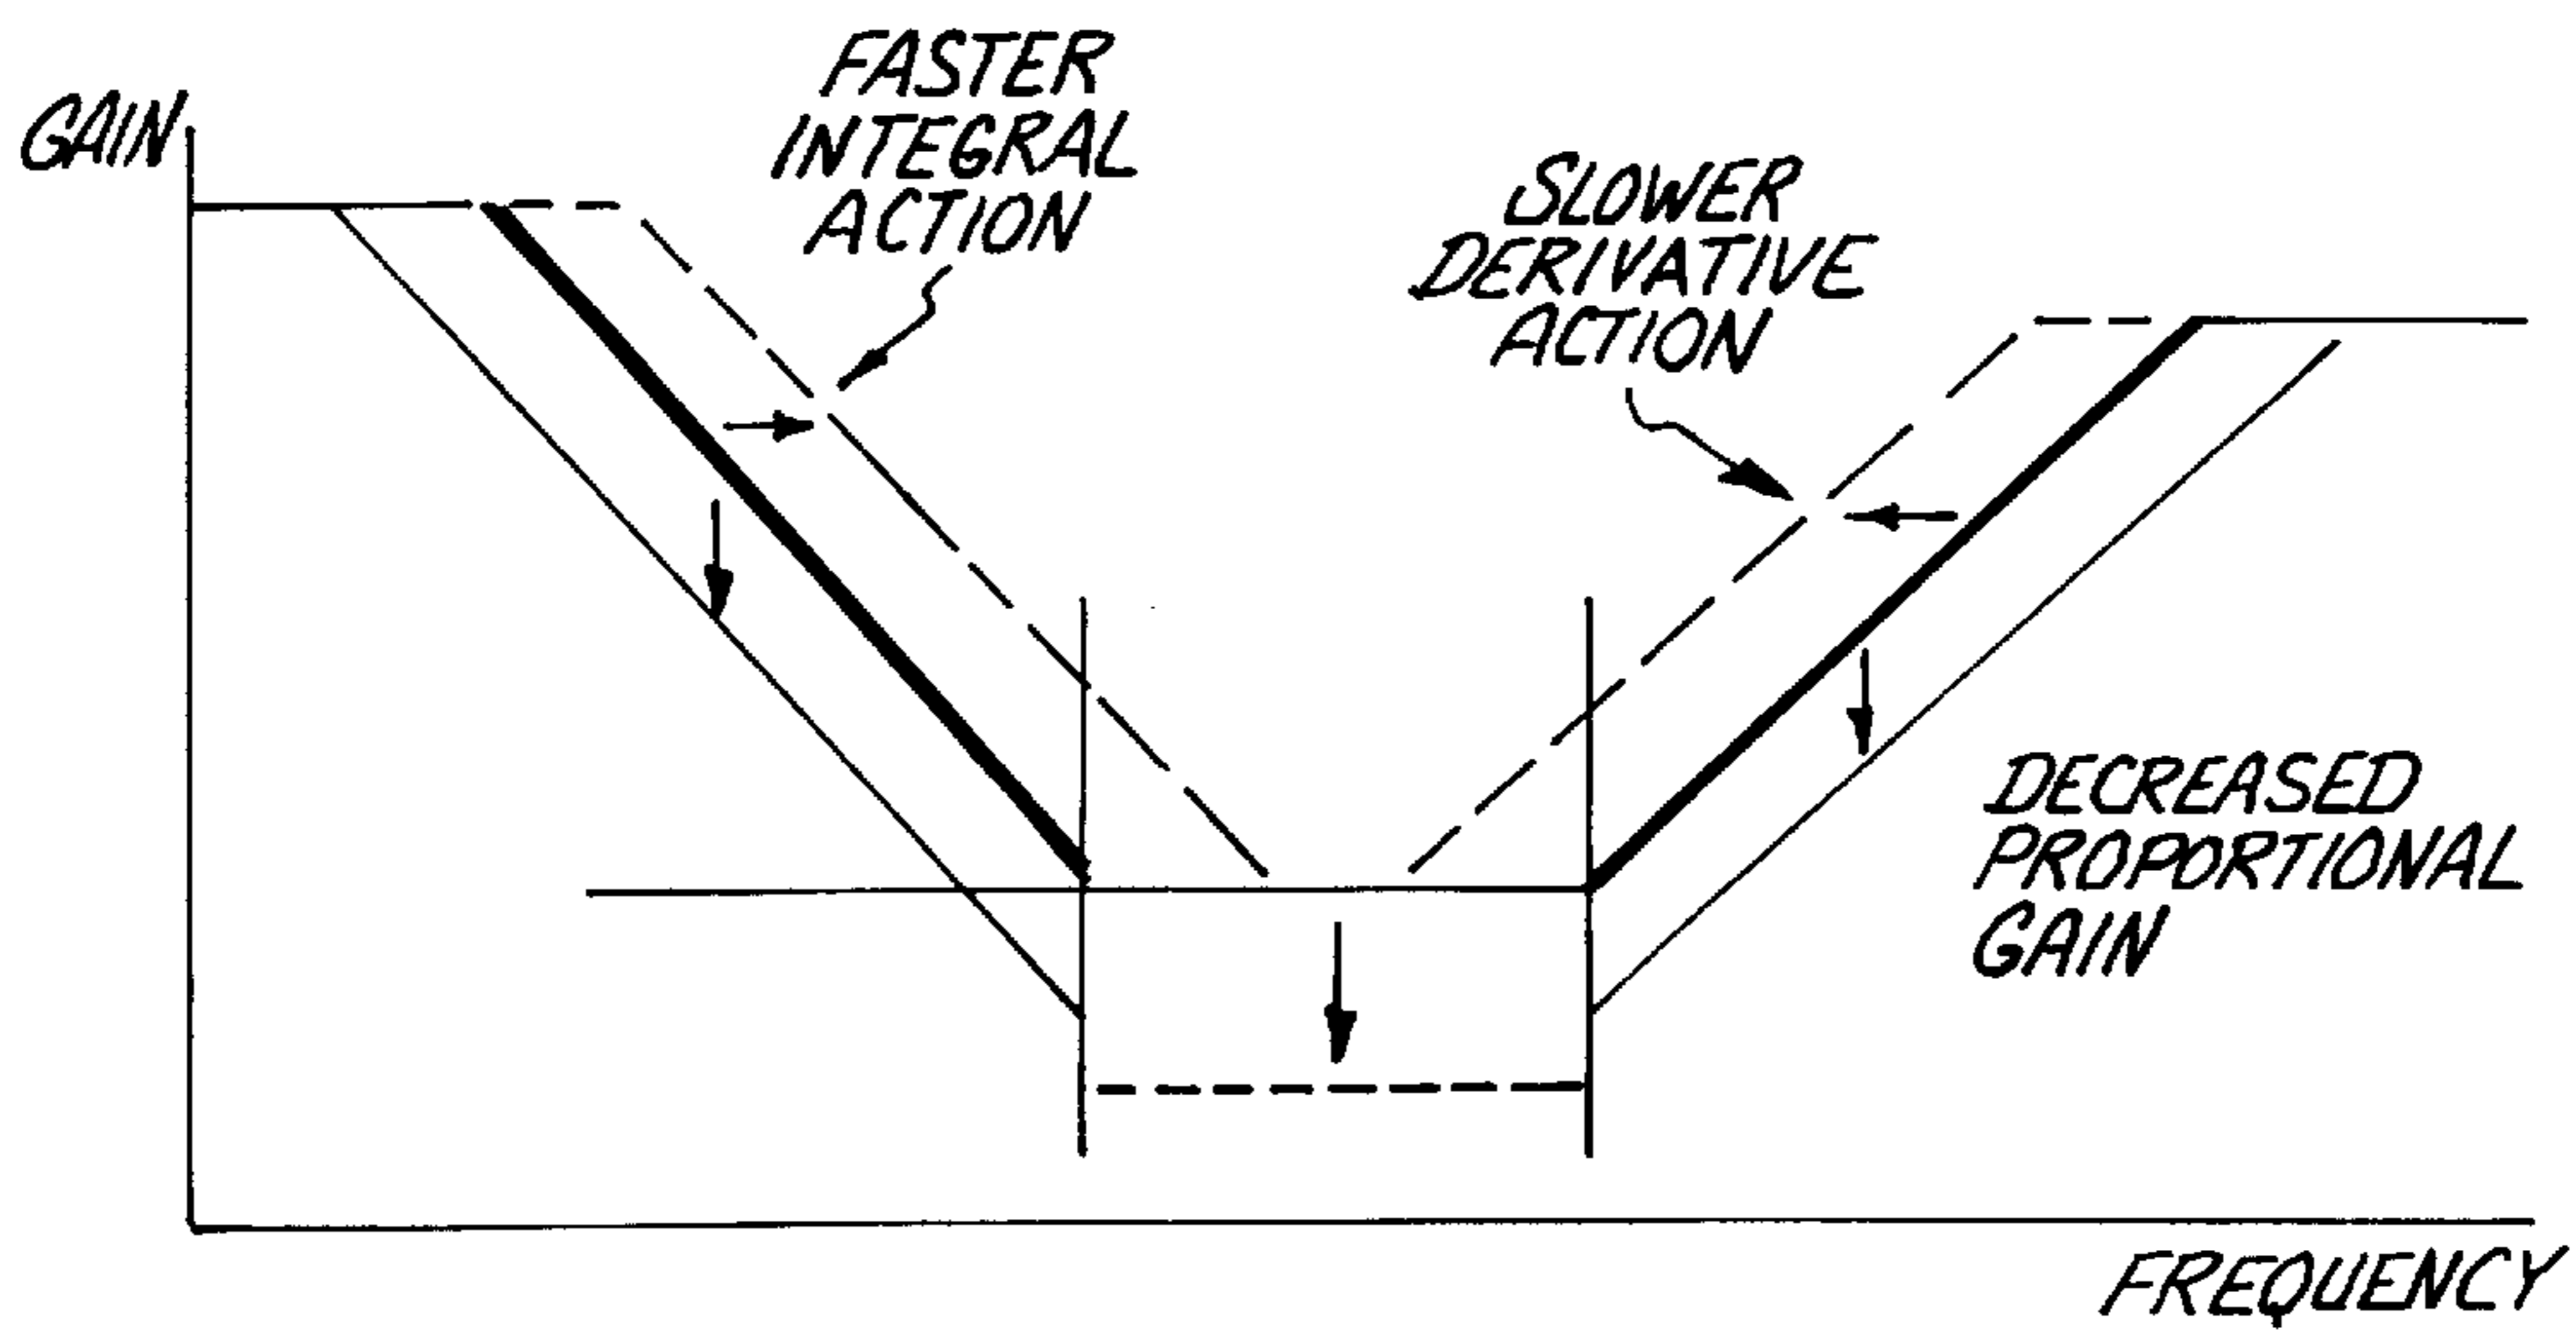 GAIN
FASTER
INTEGRAL
ACTION
SLOWER
DERIVATIVE
ACTION
DECREASED
PROPORTIONAL
GAIN
FREQUENCY